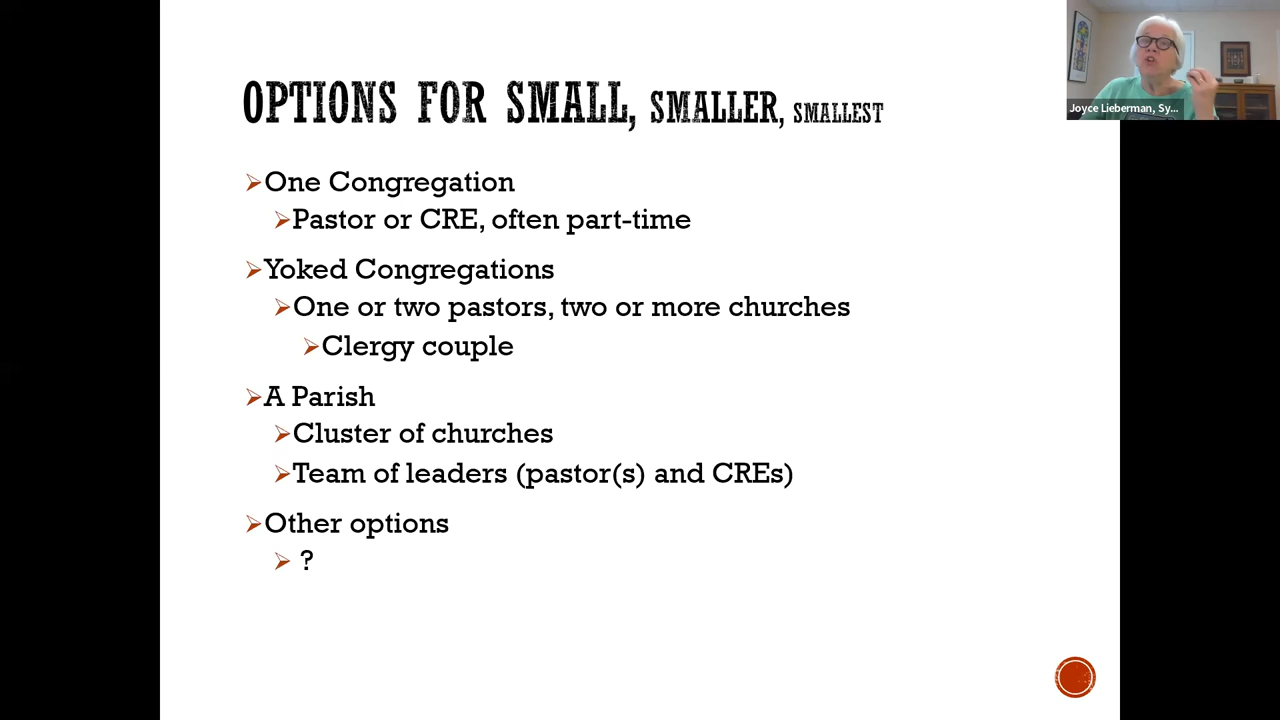 OPTIONS FOR SMALL, SMALLER, SMALLEST
One Congregation
Pastor or CRE, often part-time
Yoked Congregations
One or two pastors, two or more churches
Clergy couple
A Parish
Cluster of churches
Team of leaders (pastor(s) and CREs)
Other options
?
Joyce Lieberman, Sy...